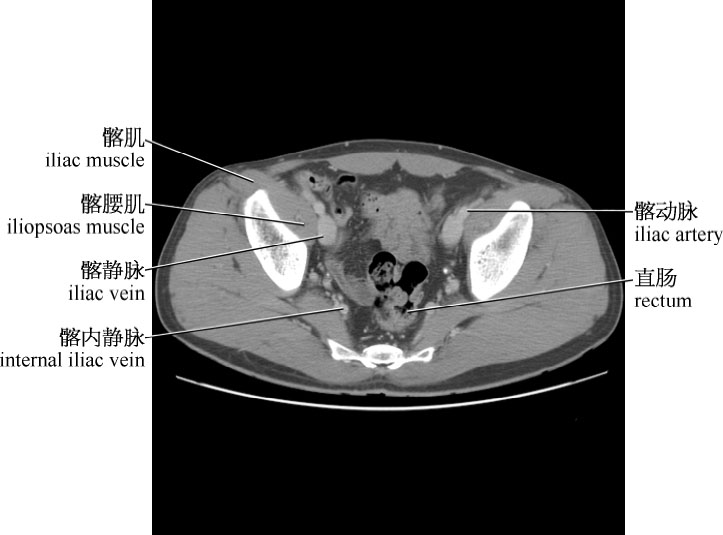 髂肌
iliac muscle
髂腰肌
iliopsoas muscle
髂静脉
iliac vein
髂内静脉
internal iliac vein
髂动脉
iliac artery
直肠
rectum